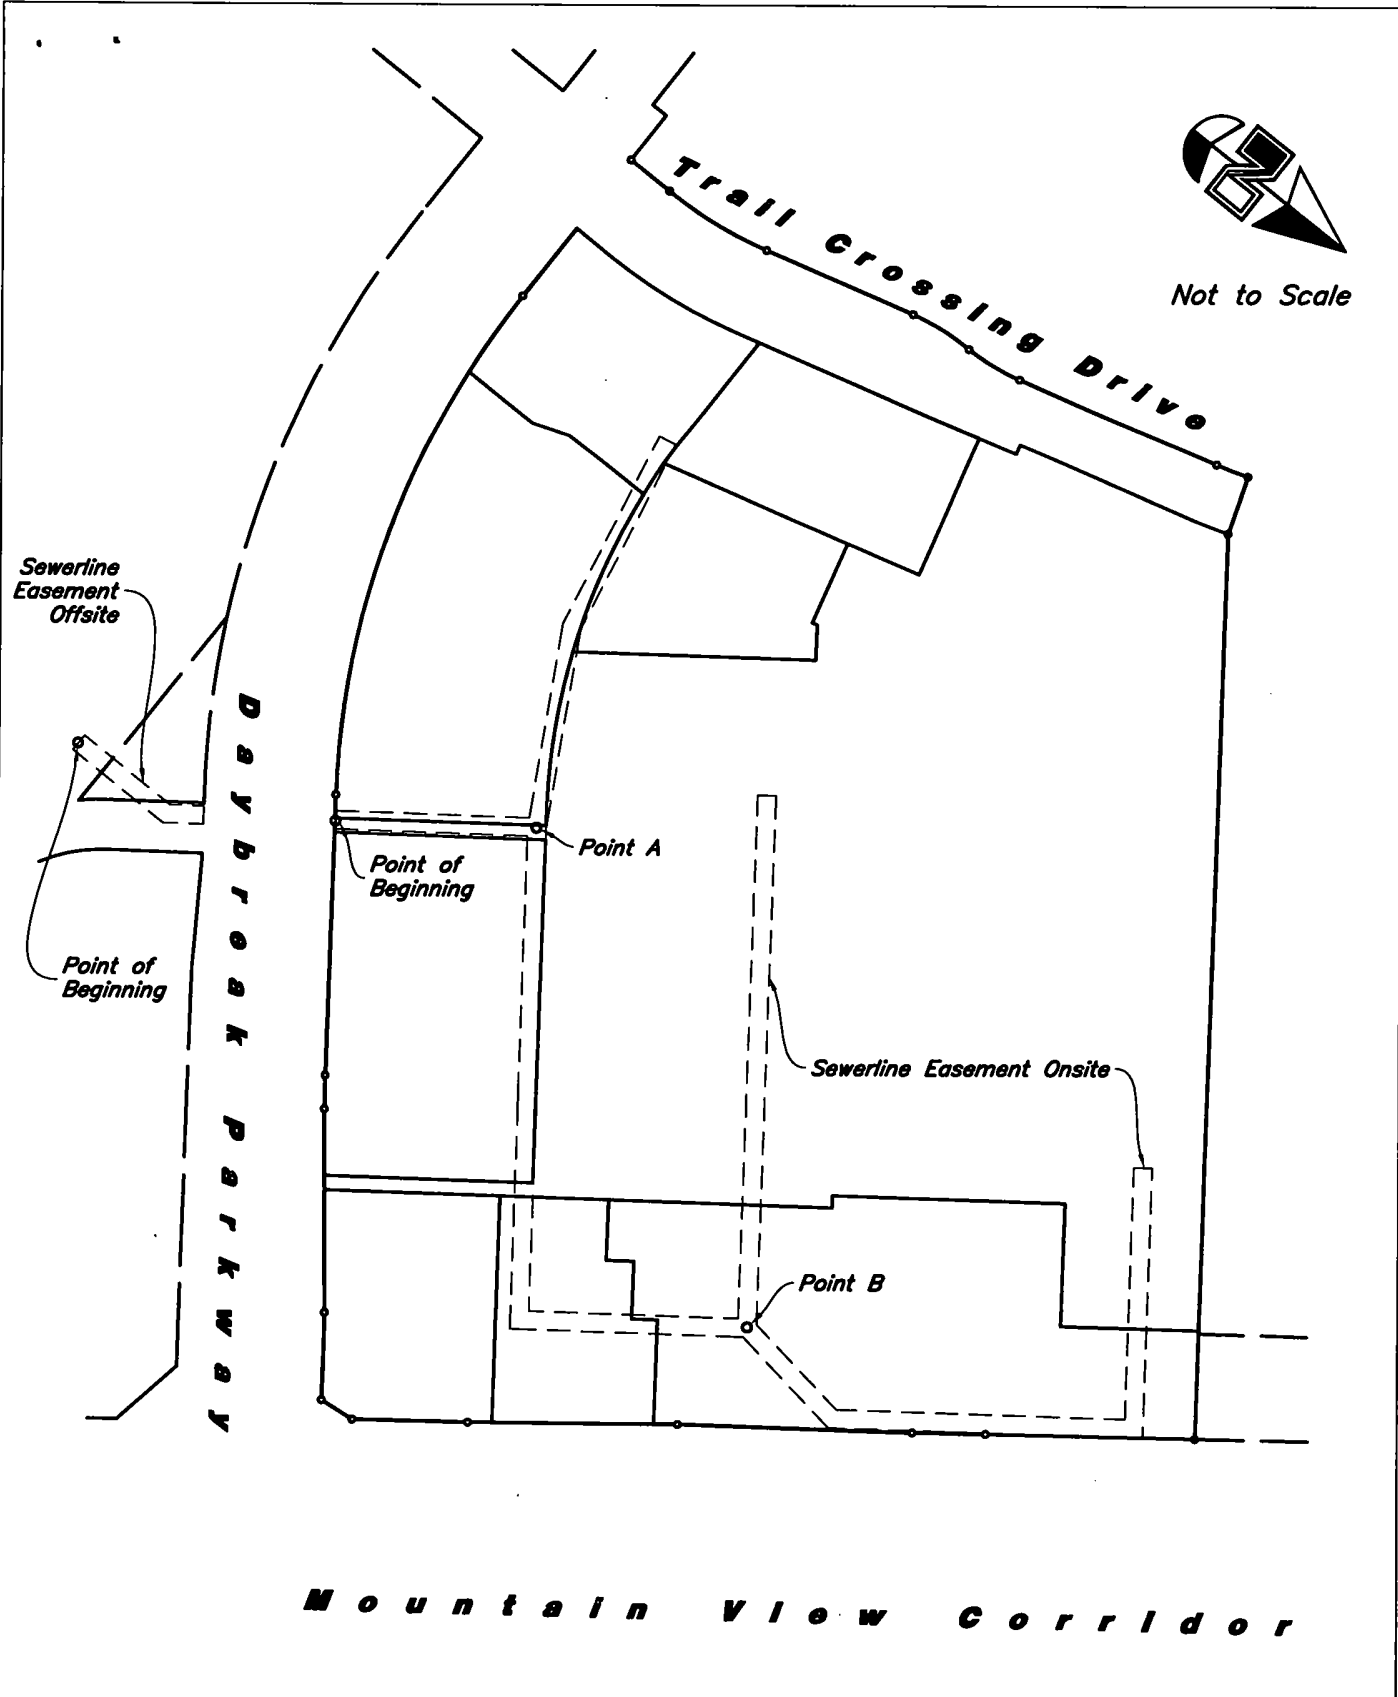 Trail Crossing Drive
Not to Scale
Sewerline
Easement
Offsite
Daybreak Parkway
Point A
Point of
Beginning
Point of
Beginning
Sewerline Easement Onsite
Point B
Mountain View Corridor